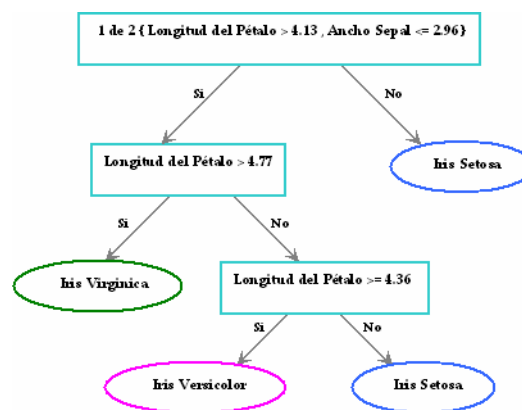 1 de 2 { Longitud del Pétalo > 4.13 , Ancho Sepal <= 2.96}
Si
No
Longitud del Pétalo > 4.77
Iris Setosa
Si
No
Iris Virginica
Longitud del Pétalo >= 4.36
Si
No
Iris Versicolor
Iris Setosa